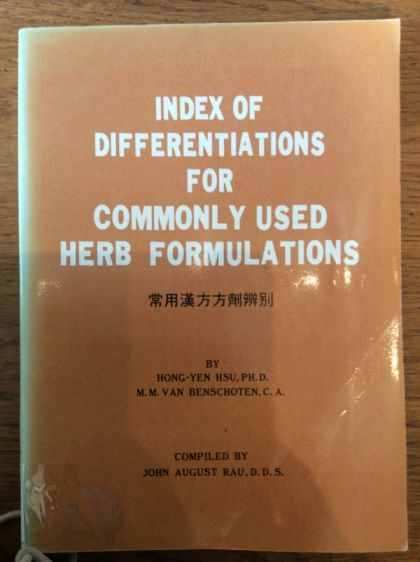 INDEX OF
DIFFERENTIATIONS
FOR
COMMONLY USED
HERB FORMULATIONS
常用漢方方劑辨别
BY
HONG-YEN HSU, PH. D.
M. M. VAN BENSCHOTEN, C. A.
COMPILED BY
JOHN AUGUST RAU, D. D. S.